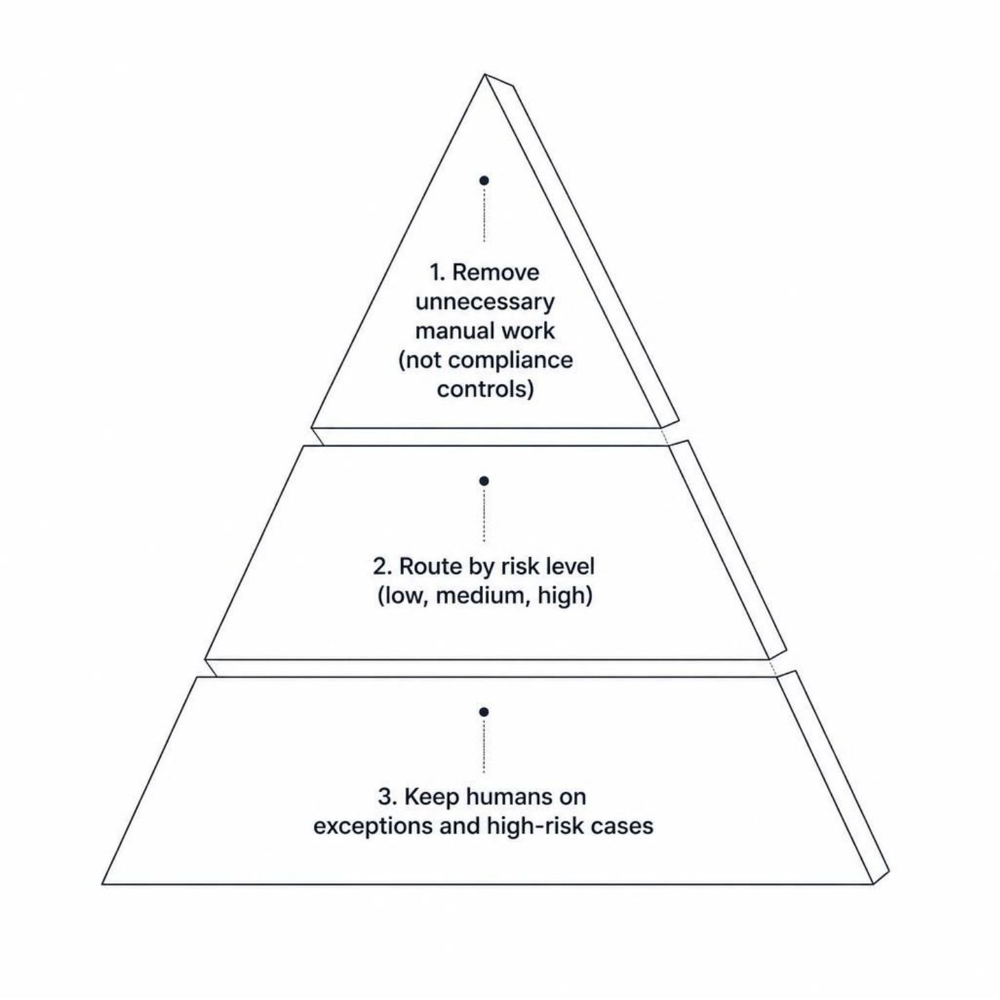 1. Remove
unnecessary
manual work
(not compliance
controls)
2. Route by risk level
(low, medium, high)
3. Keep humans on
exceptions and high-risk cases